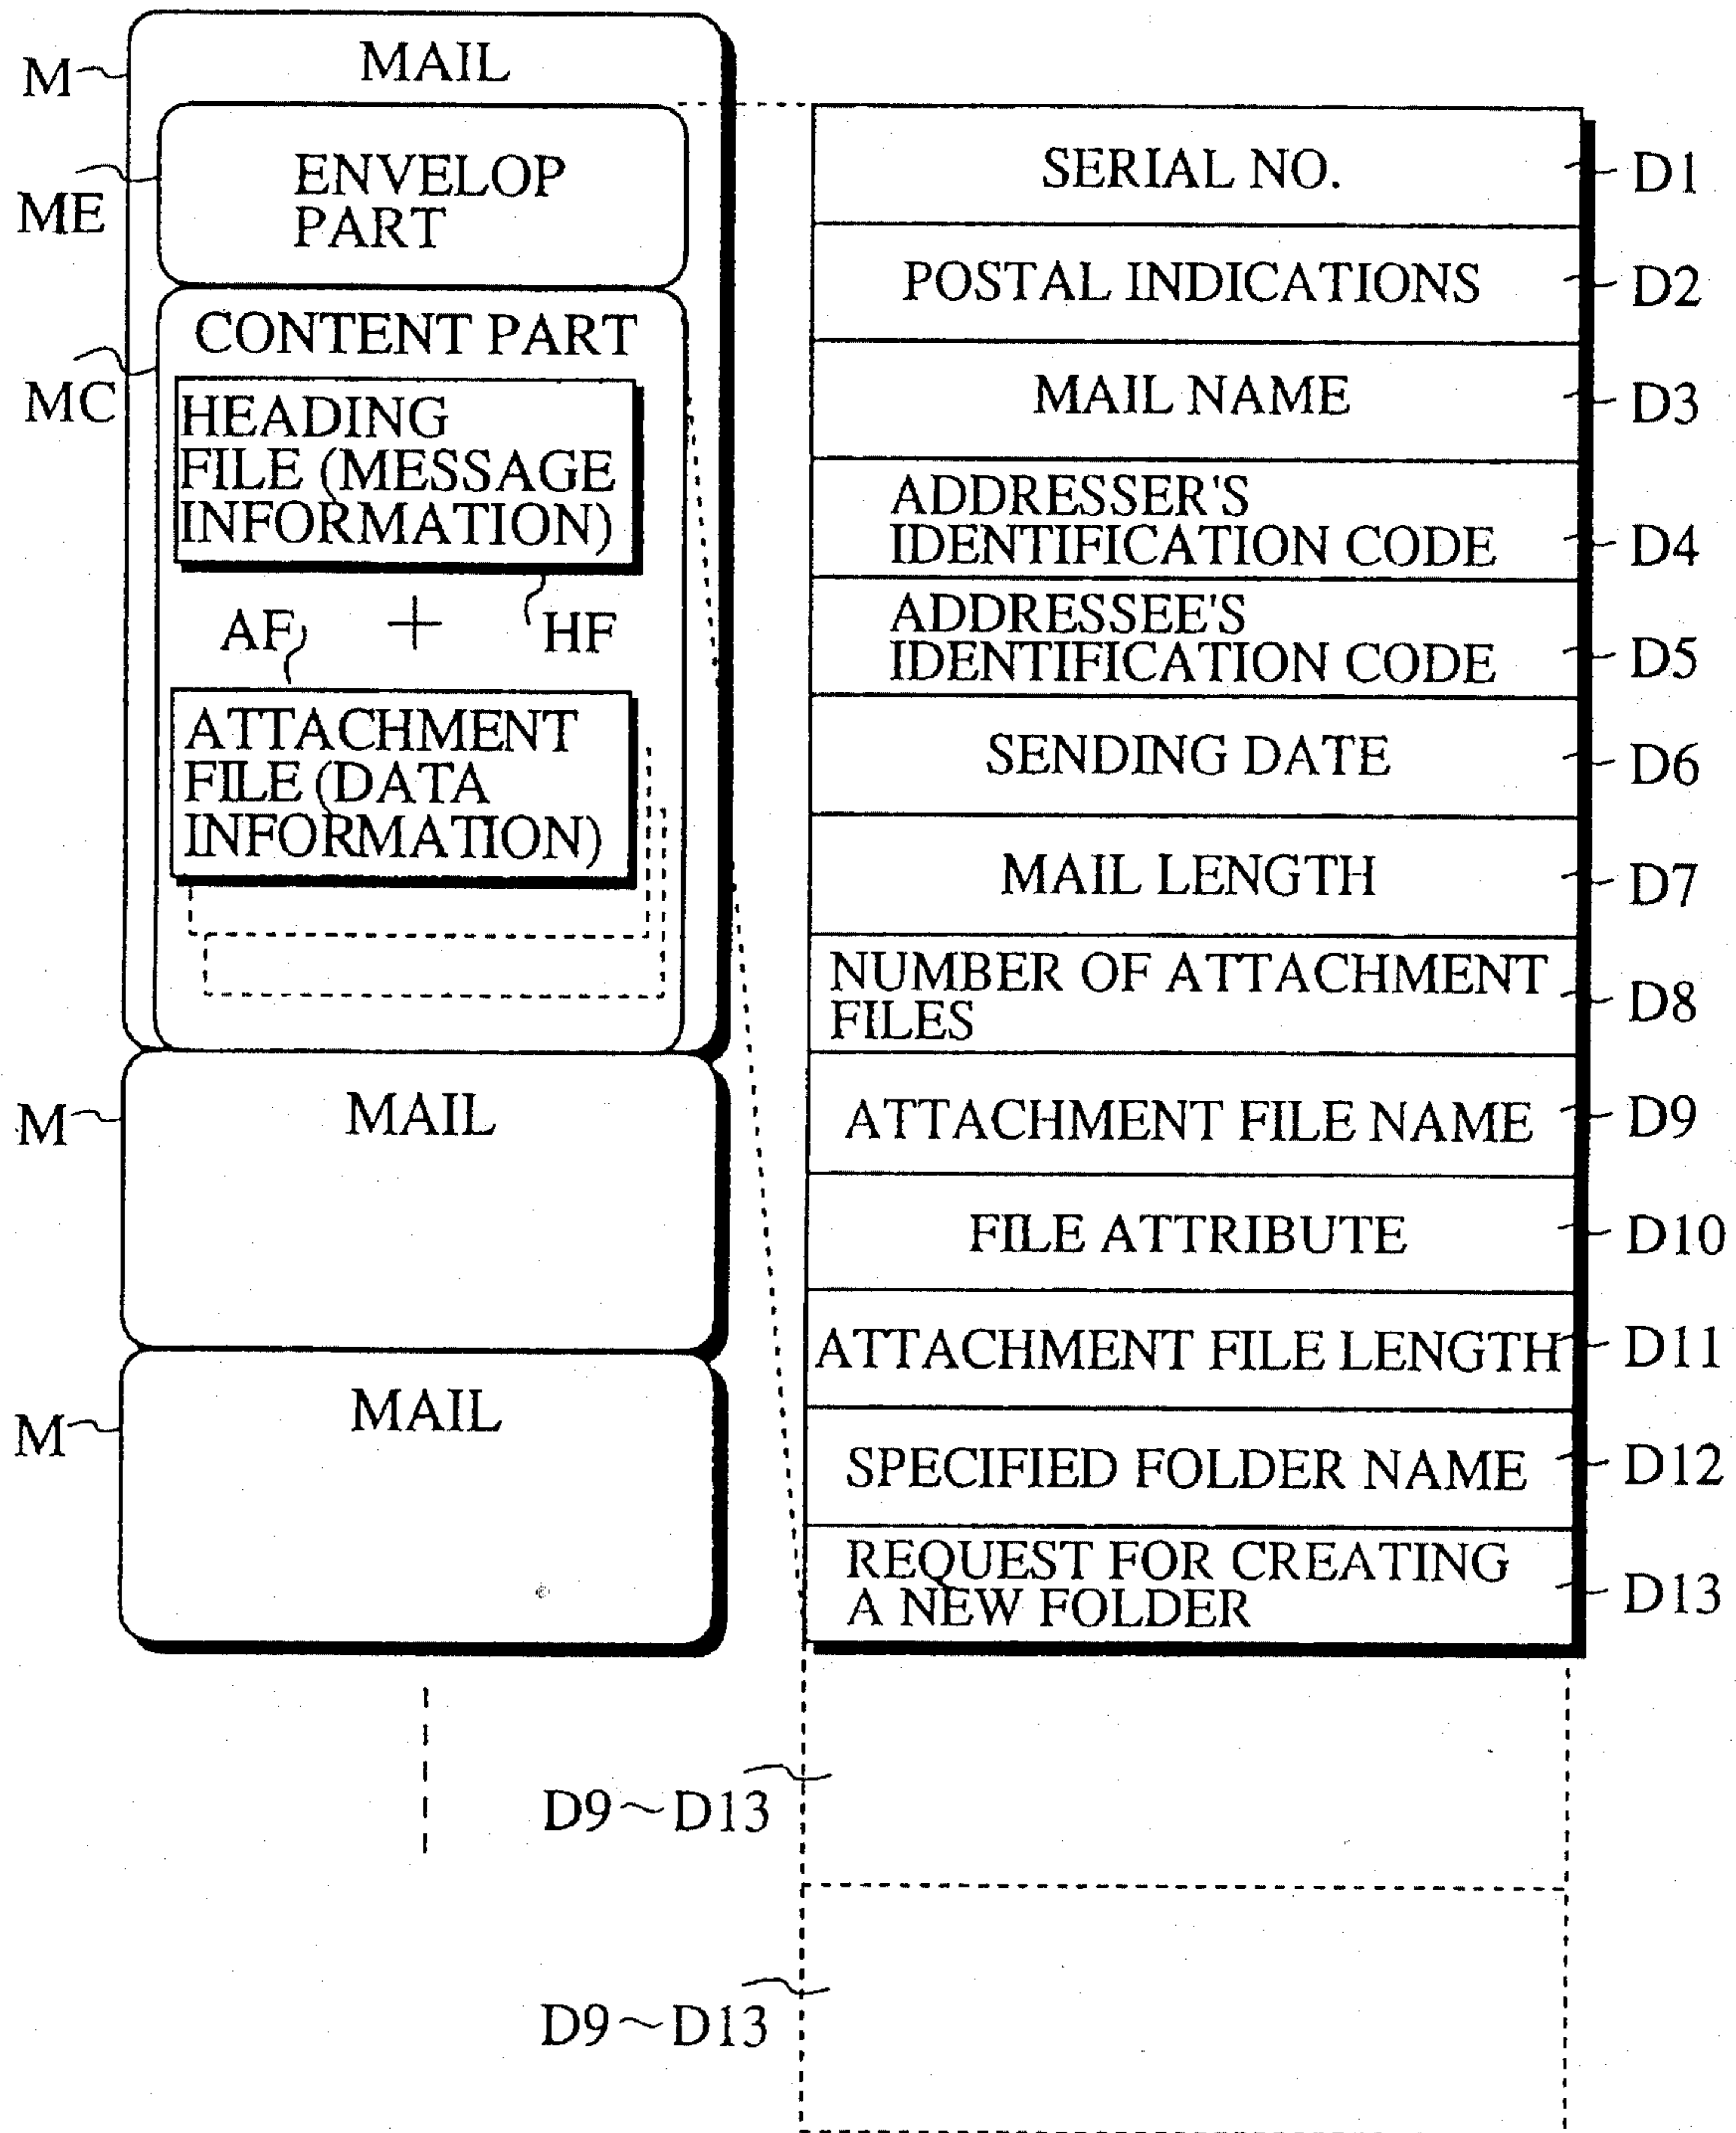 M
MAIL
ME
ENVELOP
PART
MC
CONTENT PART
HEADING
FILE (MESSAGE
INFORMATION)
AF
+
HF
ATTACHMENT
FILE (DATA
INFORMATION)
M
MAIL
M
MAIL
SERIAL NO.
D1
POSTAL INDICATIONS
D2
MAIL NAME
D3
ADDRESSER'S
IDENTIFICATION CODE
D4
ADDRESSEE'S
IDENTIFICATION CODE
D5
SENDING DATE
D6
MAIL LENGTH
D7
NUMBER OF ATTACHMENT
FILES
D8
ATTACHMENT FILE NAME
D9
FILE ATTRIBUTE
D10
ATTACHMENT FILE LENGTH
D11
SPECIFIED FOLDER NAME
D12
REQUEST FOR CREATING
A NEW FOLDER
D13
D9~D13
D9~D13